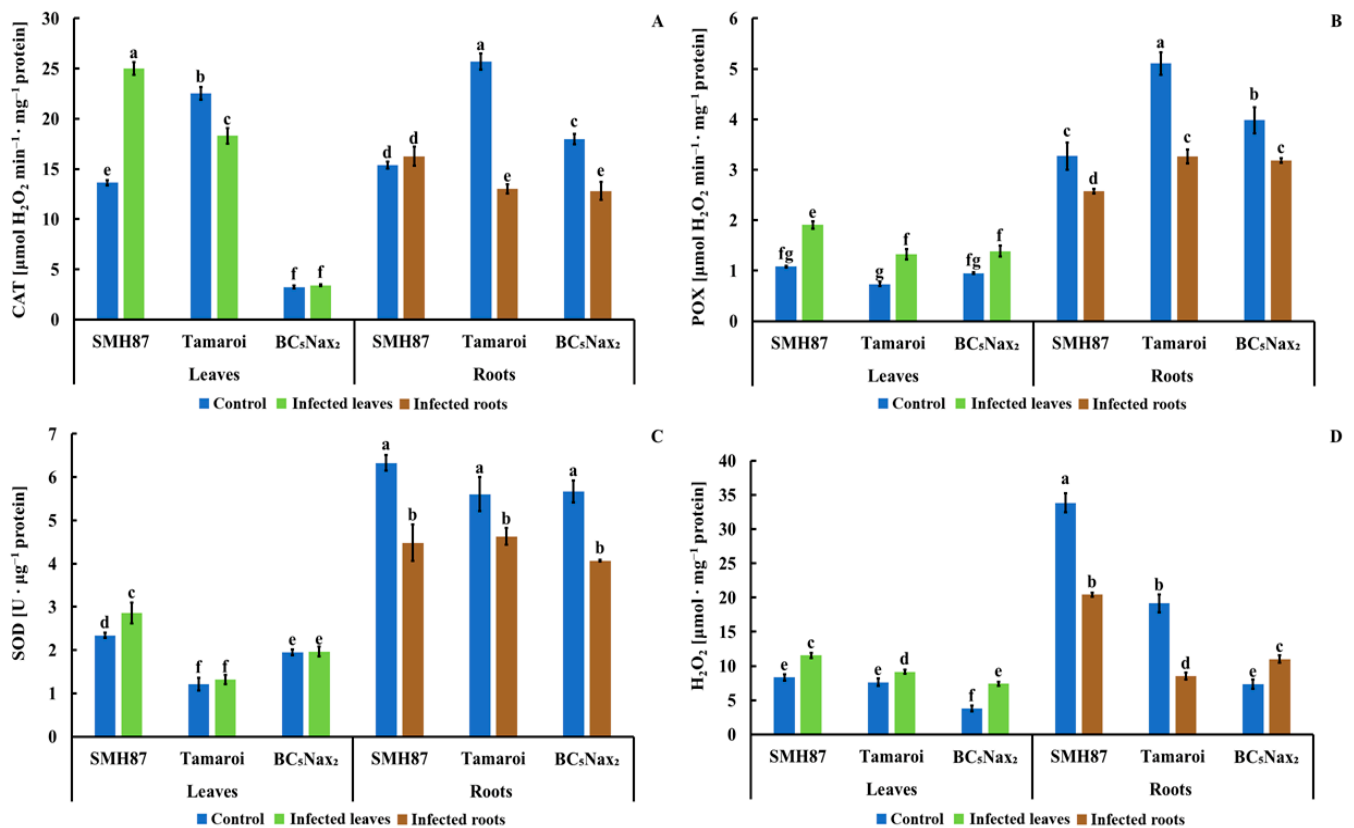 A
CAT [µmol H₂O₂ min⁻¹ · mg⁻¹ protein]
30
25
20
15
10
5
0
e a b c f f d d a e c e
SMH87 Tamaroi BC₅Nax₂ SMH87 Tamaroi BC₅Nax₂
Leaves Roots
Control Infected leaves Infected roots
B
POX [µmol H₂O₂ min⁻¹ · mg⁻¹ protein]
6
5
4
3
2
1
0
fg e g f fg f c d a c b c
SMH87 Tamaroi BC₅Nax₂ SMH87 Tamaroi BC₅Nax₂
Leaves Roots
Control Infected leaves Infected roots
C
SOD [U · µg⁻¹ protein]
7
6
5
4
3
2
1
0
d c f f e e a b a b a b
SMH87 Tamaroi BC₅Nax₂ SMH87 Tamaroi BC₅Nax₂
Leaves Roots
Control Infected leaves Infected roots
D
H₂O₂ [µmol · mg⁻¹ protein]
40
35
30
25
20
15
10
5
0
e c e d f e a b b d e c
SMH87 Tamaroi BC₅Nax₂ SMH87 Tamaroi BC₅Nax₂
Leaves Roots
Control Infected leaves Infected roots